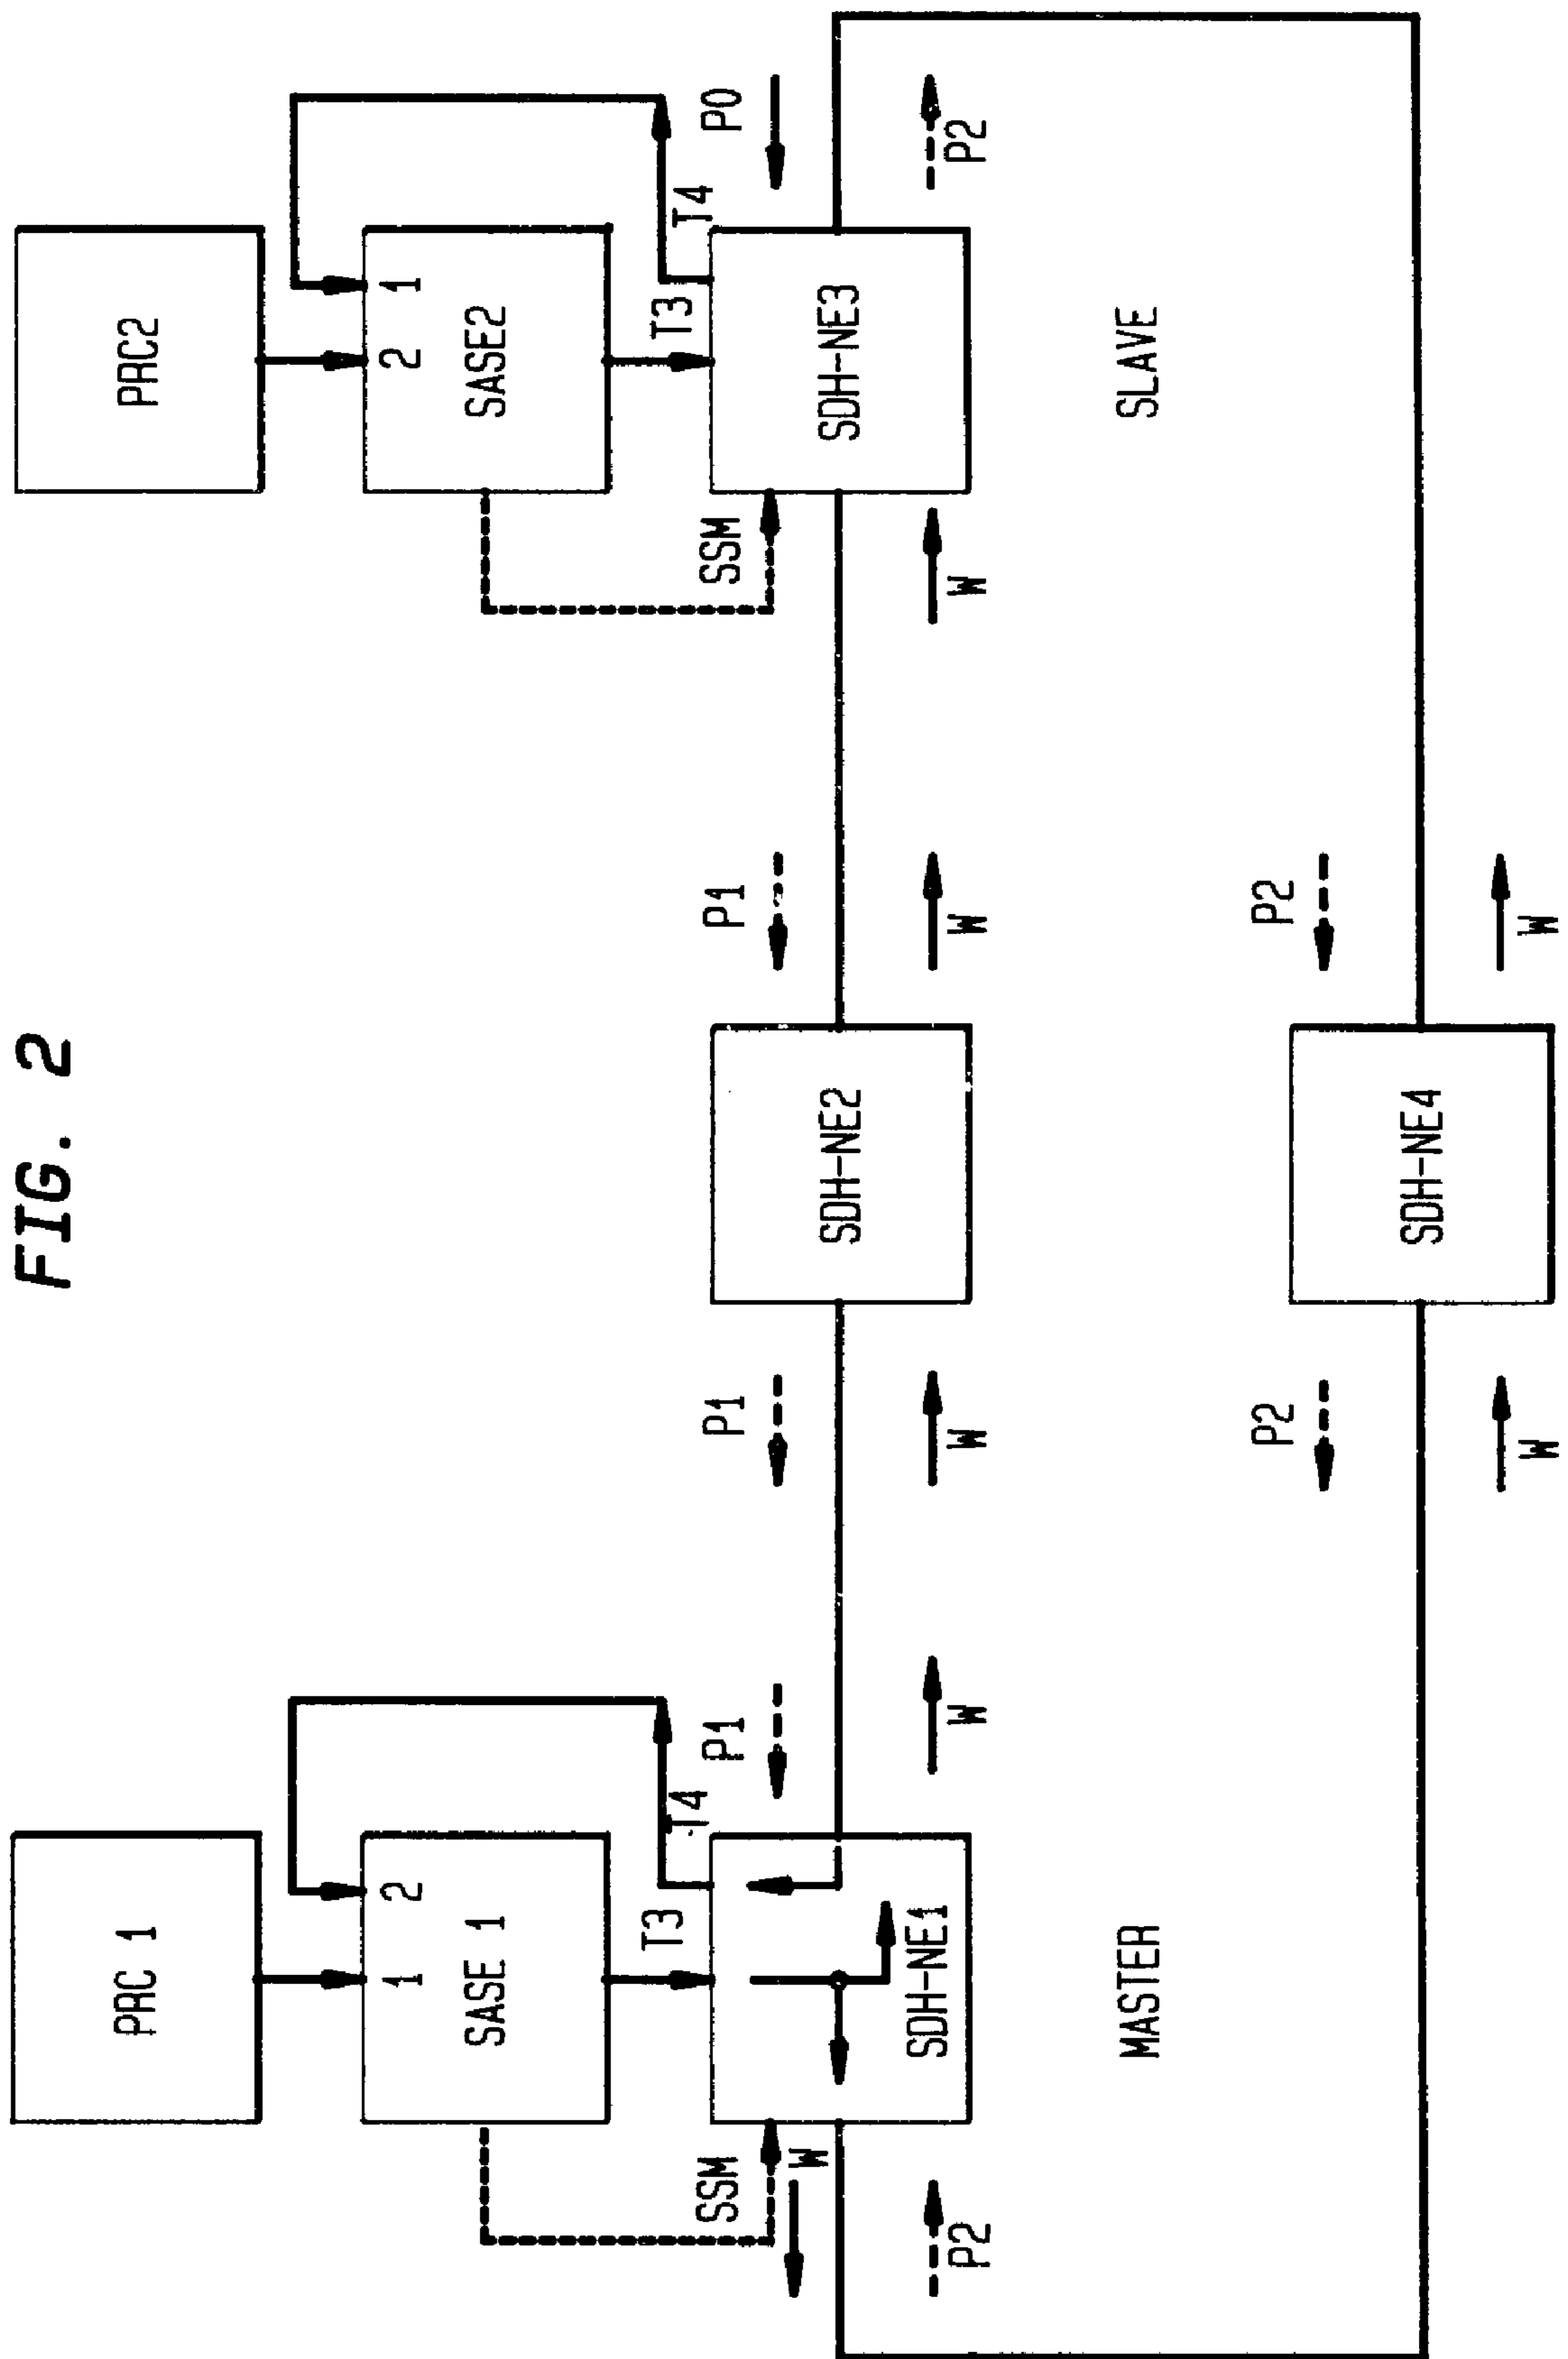 FIG. 2
PRC 1
PRC2
1
2
2
1
SASE 1
SASE2
T3
T4
T3
T4
SSM
SSM
W
P1
P1
P1
P0
SDH-NE1
SDH-NE2
SDH-NE3
P2
W
W
W
W
P2
MASTER
SLAVE
P2
P2
SDH-NE4
W
W